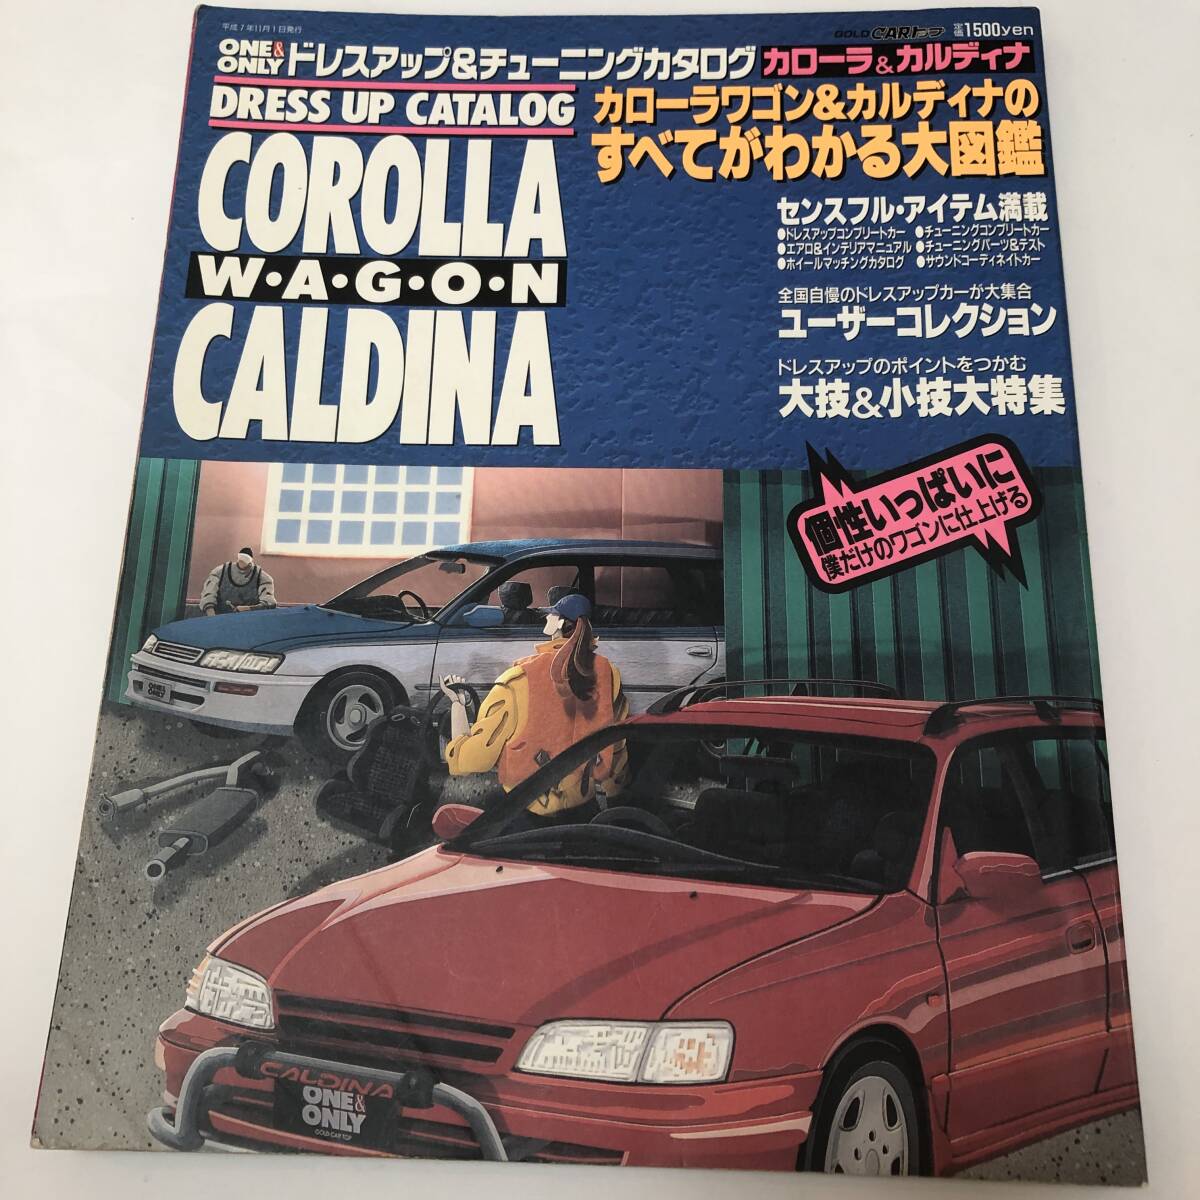 平成7年11月1日発行
GOLD CARトップ
定価1500yen
ONE & ONLY ドレスアップ&チューニングカタログ カローラ&カルディナ
DRESS UP CATALOG
COROLLA
W・A・G・O・N
CALDINA
カローラワゴン&カルディナの
すべてがわかる大図鑑
センスフル・アイテム満載
●ドレスアップコンプリートカー ●チューニングコンプリートカー
●エアロ&インテリアマニュアル ●チューニングパーツ&テスト
●ホイールマッチングカタログ ●サウンドコーディネイトカー
全国自慢のドレスアップカーが大集合
ユーザーコレクション
ドレスアップのポイントをつかむ
大技&小技大特集
個性いっぱいに
僕だけのワゴンに仕上げる
ONE &
ONLY
CALDINA
ONE &
ONLY
GOLD CAR TOP